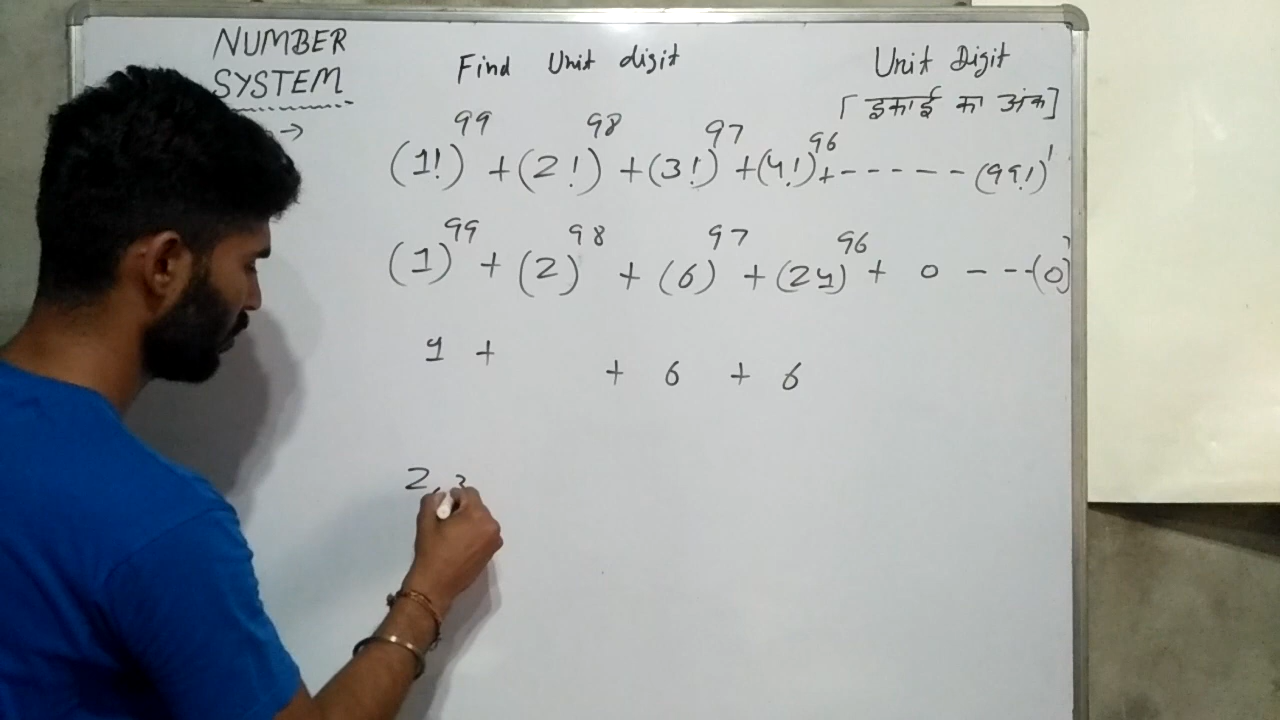 NUMBER
SYSTEM
Find Unit digit
Unit Digit
[इकाई का अंक]
→ (1!)^99 + (2!)^98 + (3!)^97 + (4!)^96 + ------ (99!)^1
(1)^99 + (2)^98 + (6)^97 + (24)^96 + 0 ---(0)^1
1 + + 6 + 6
2,